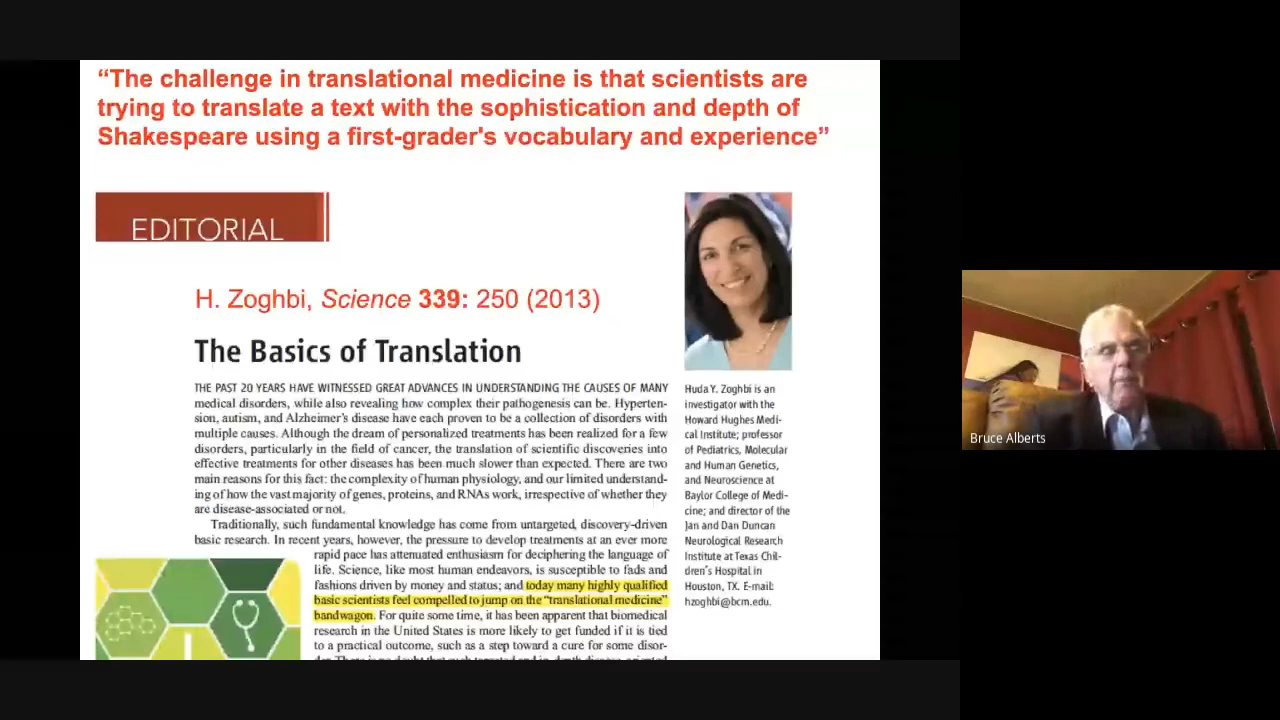 “The challenge in translational medicine is that scientists are
trying to translate a text with the sophistication and depth of
Shakespeare using a first-grader's vocabulary and experience”
EDITORIAL
H. Zoghbi, Science 339: 250 (2013)
The Basics of Translation
THE PAST 20 YEARS HAVE WITNESSED GREAT ADVANCES IN UNDERSTANDING THE CAUSES OF MANY
medical disorders, while also revealing how complex their pathogenesis can be. Hyperten-
sion, autism, and Alzheimer's disease have each proven to be a collection of disorders with
multiple causes. Although the dream of personalized treatments has been realized for a few
disorders, particularly in the field of cancer, the translation of scientific discoveries into
effective treatments for other diseases has been much slower than expected. There are two
main reasons for this fact: the complexity of human physiology, and our limited understand-
ing of how the vast majority of genes, proteins, and RNAs work, irrespective of whether they
are disease-associated or not.
Traditionally, such fundamental knowledge has come from untargeted, discovery-driven
basic research. In recent years, however, the pressure to develop treatments at an ever more
rapid pace has attenuated enthusiasm for deciphering the language of
life. Science, like most human endeavors, is susceptible to fads and
fashions driven by money and status; and today many highly qualified
basic scientists feel compelled to jump on the “translational medicine”
bandwagon. For quite some time, it has been apparent that biomedical
research in the United States is more likely to get funded if it is tied
to a practical outcome, such as a step toward a cure for some disor-
Huda Y. Zoghbi is an
investigator with the
Howard Hughes Medi-
cal Institute; professor
of Pediatrics, Molecular
and Human Genetics,
and Neuroscience at
Baylor College of Medi-
cine; and director of the
Jan and Dan Duncan
Neurological Research
Institute at Texas Chil-
dren's Hospital in
Houston, TX. E-mail:
hzoghbi@bcm.edu.
Bruce Alberts